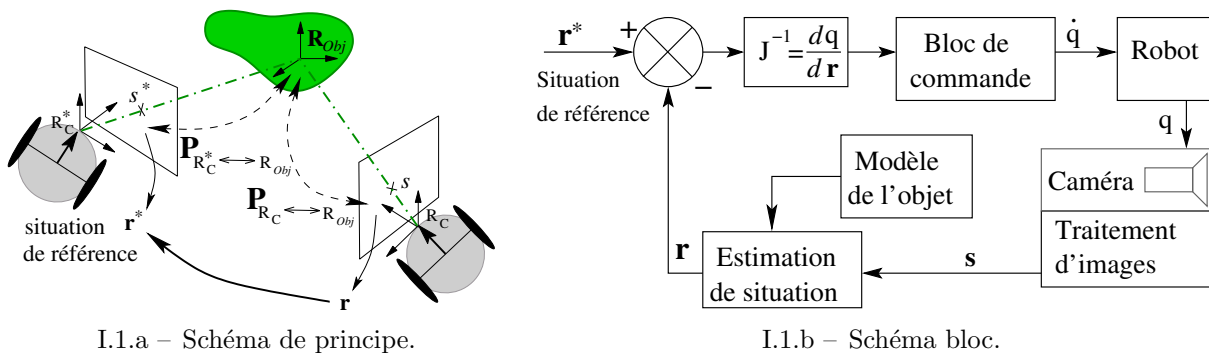 R_Obj
s*
R_C*
P_{R_C* ⟷ R_Obj}
s
P_{R_C ⟷ R_Obj}
R_C
situation
de référence
r*
r
I.1.a – Schéma de principe.
r*
Situation
de référence
+
−
J⁻¹=dq/dr
Bloc de
commande
q̇
Robot
q
Caméra
Traitement
d'images
Modèle
de l'objet
s
Estimation
de situation
r
I.1.b – Schéma bloc.